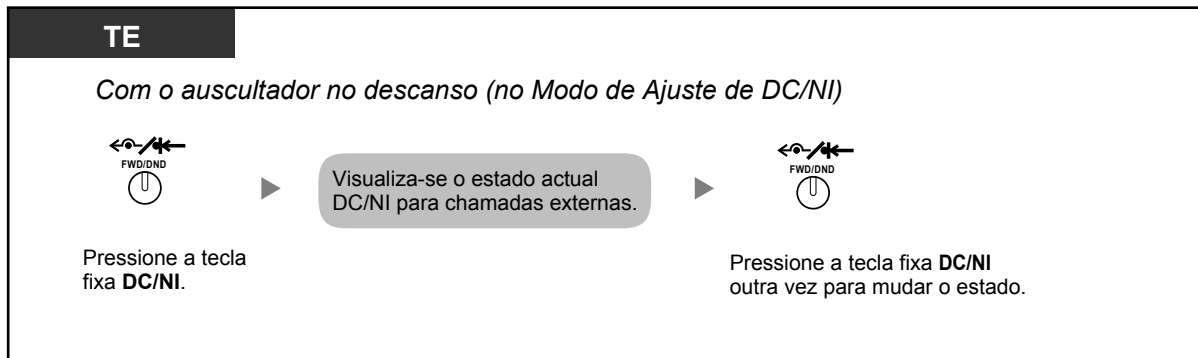 TE
Com o auscultador no descanso (no Modo de Ajuste de DC/NI)
FWD/DND
Pressione a tecla
fixa DC/NI.
Visualiza-se o estado actual
DC/NI para chamadas externas.
FWD/DND
Pressione a tecla fixa DC/NI
outra vez para mudar o estado.